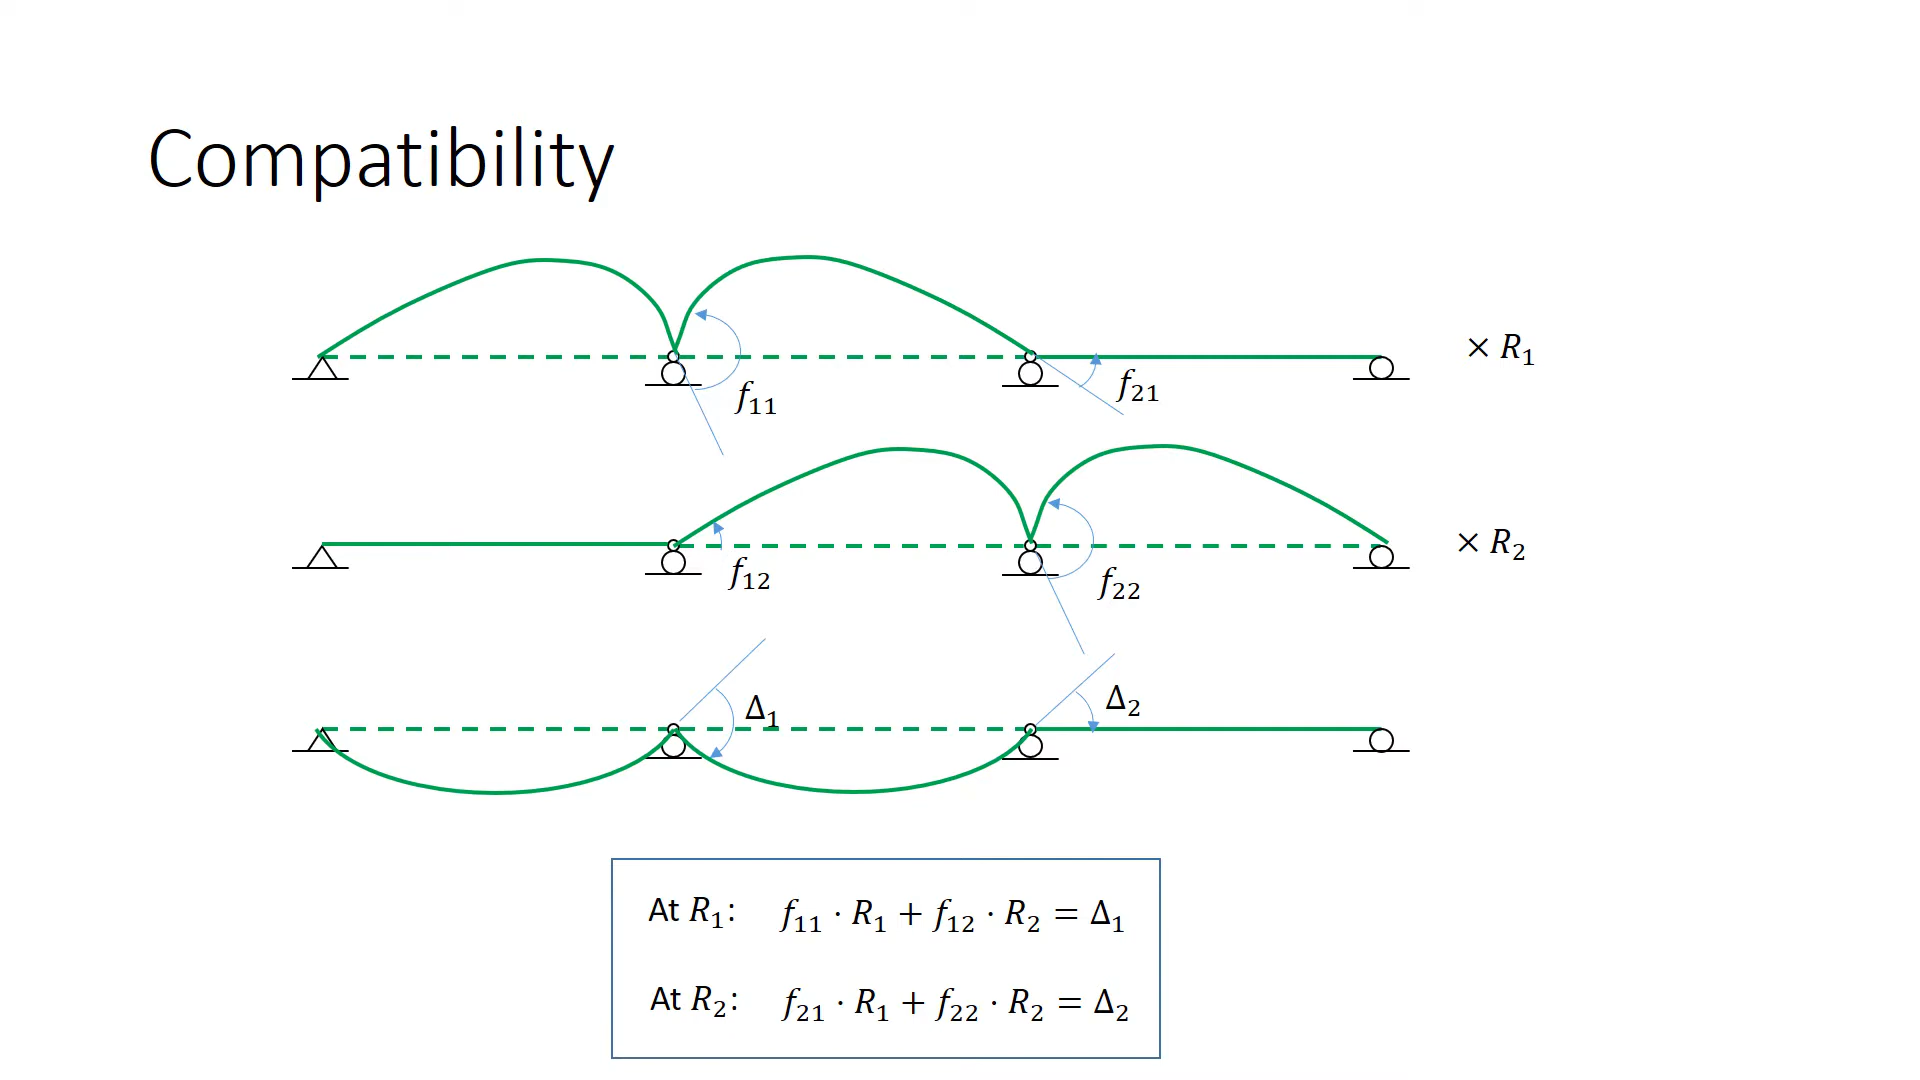 Compatibility
× R₁
f₁₁
f₂₁
× R₂
f₁₂
f₂₂
Δ₁
Δ₂
At R₁: f₁₁ · R₁ + f₁₂ · R₂ = Δ₁
At R₂: f₂₁ · R₁ + f₂₂ · R₂ = Δ₂